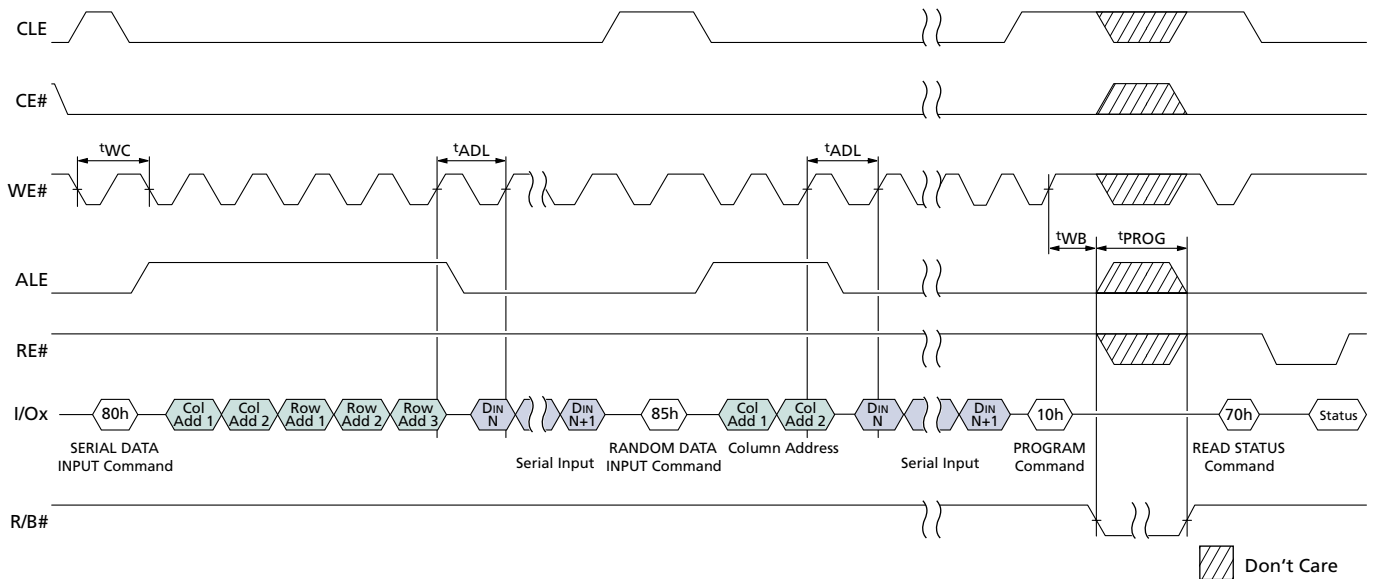 CLE
CE#
tWC
tADL
tADL
WE#
tWB
tPROG
ALE
RE#
I/Ox
80h
Col Add 1
Col Add 2
Row Add 1
Row Add 2
Row Add 3
DIN N
DIN N+1
85h
Col Add 1
Col Add 2
DIN N
DIN N+1
10h
70h
Status
SERIAL DATA
INPUT Command
Serial Input
RANDOM DATA
INPUT Command
Column Address
Serial Input
PROGRAM
Command
READ STATUS
Command
R/B#
Don't Care